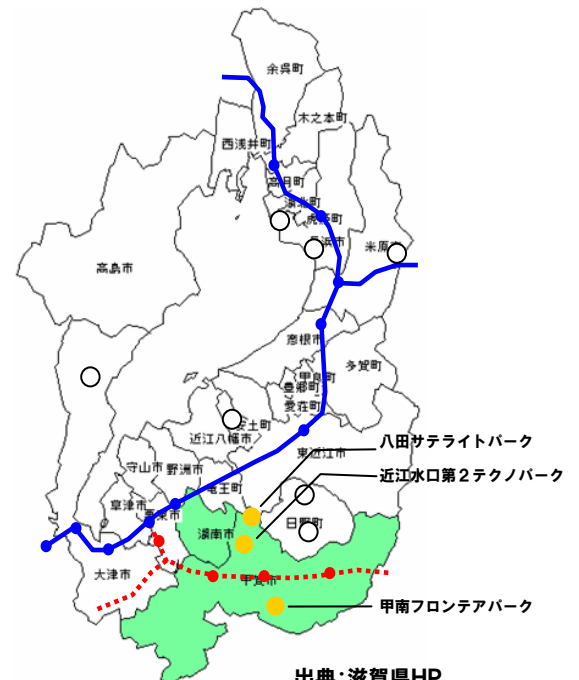 余呉町
木之本町
西浅井町
高月町
湖北町
虎姫町
長浜市
高島市
彦根市
多賀町
甲良町
豊郷町
愛荘町
安土町
近江八幡市
東近江市
八田サテライトパーク
守山市
野洲市
竜王町
近江水口第2テクノパーク
草津市
栗東市
日野町
湖南市
大津市
甲賀市
甲南フロンテアパーク
出典:滋賀県HP